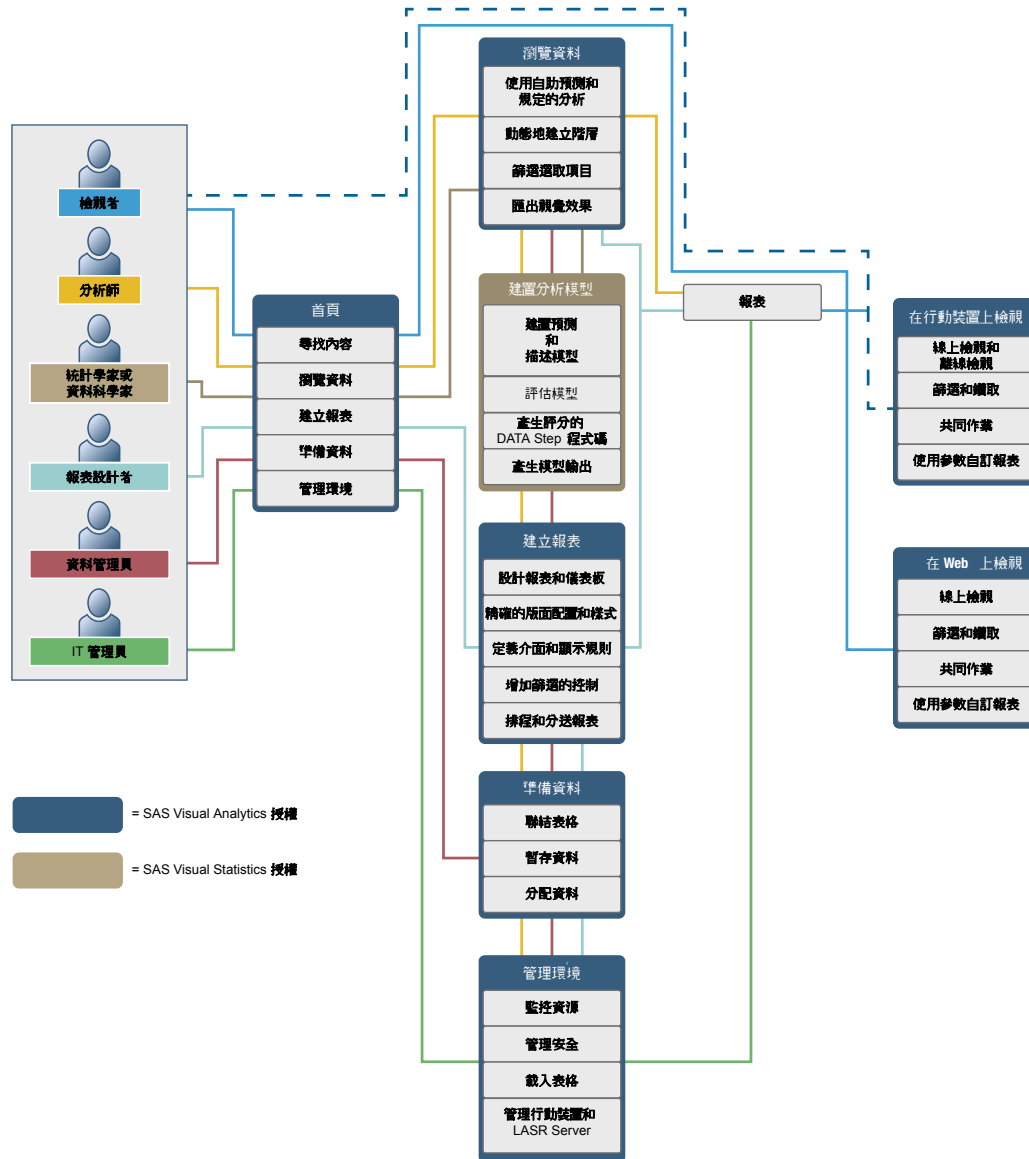 檢視者
分析師
統計學家或
資料科學家
報表設計者
資料管理員
IT 管理員
首頁
尋找內容
瀏覽資料
建立報表
準備資料
管理環境
瀏覽資料
使用自助預測和
規定的分析
動態地建立階層
篩選選取項目
匯出視覺效果
建置分析模型
建置預測
和
描述模型
評估模型
產生評分的
DATA Step 程式碼
產生模型輸出
建立報表
設計報表和儀表板
精確的版面配置和樣式
定義介面和顯示規則
增加篩選的控制
排程和分送報表
準備資料
聯結表格
暫存資料
分配資料
管理環境
監控資源
管理安全
載入表格
管理行動裝置和
LASR Server
報表
在行動裝置上檢視
線上檢視和
離線檢視
篩選和鑽取
共同作業
使用參數自訂報表
在 Web 上檢視
線上檢視
篩選和鑽取
共同作業
使用參數自訂報表
= SAS Visual Analytics 授權
= SAS Visual Statistics 授權